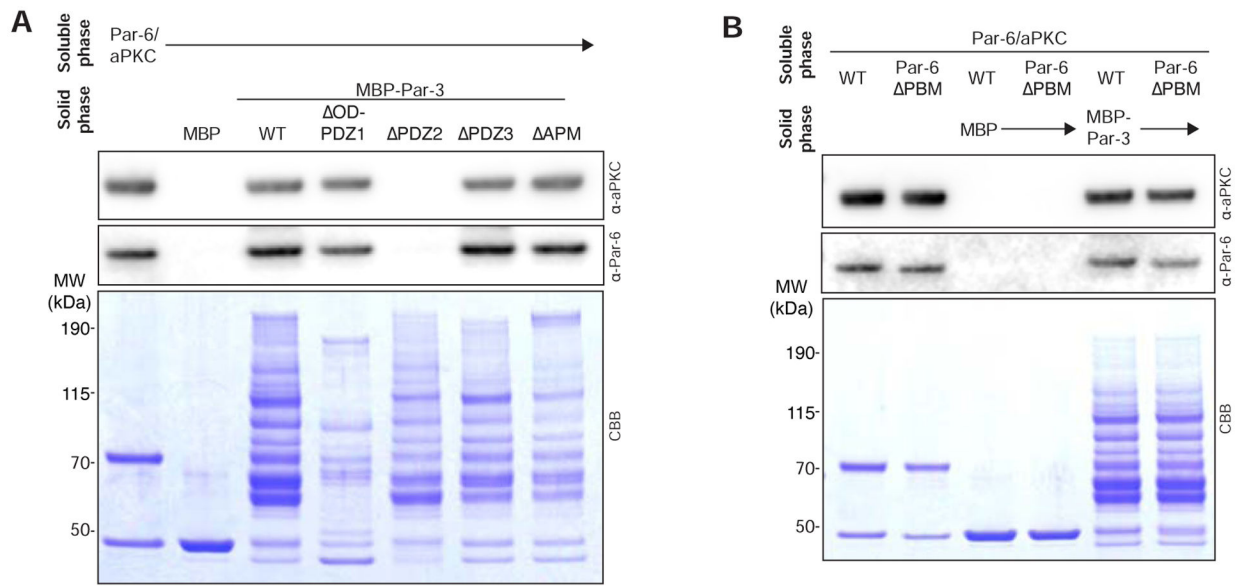 A
Soluble
phase
Par-6/
aPKC
Solid
phase
MBP-Par-3
MBP
WT
ΔOD-
PDZ1
ΔPDZ2
ΔPDZ3
ΔAPM
α-aPKC
α-Par-6
MW
(kDa)
190-
115-
70-
50-
CBB
B
Soluble
phase
Par-6/aPKC
WT
Par-6
ΔPBM
WT
Par-6
ΔPBM
WT
Par-6
ΔPBM
Solid
phase
MBP
MBP-
Par-3
α-aPKC
α-Par-6
MW
(kDa)
190-
115-
70-
50-
CBB